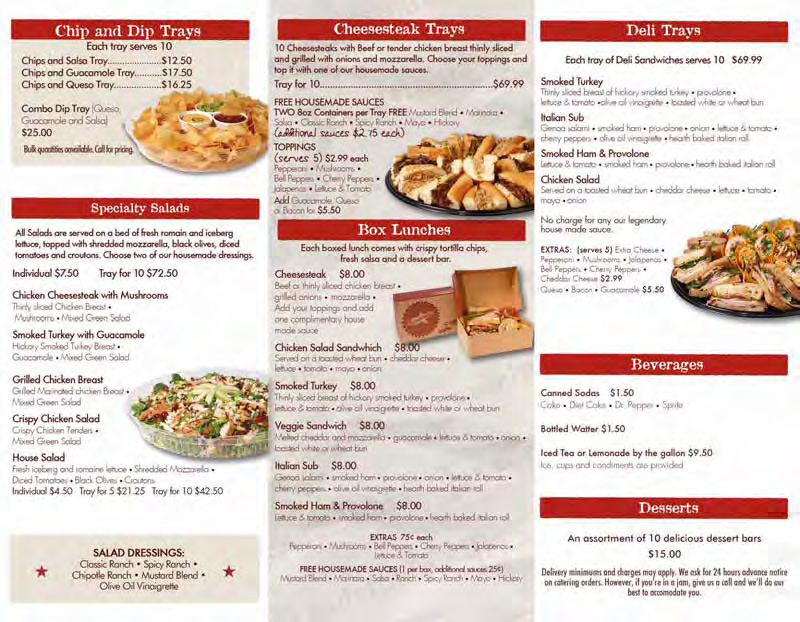 Chip and Dip Trays
Each tray serves 10
Chips and Salsa Tray......................$12.50
Chips and Guacamole Tray...........$17.50
Chips and Queso Tray....................$16.25
Combo Dip Tray (Queso,
Guacamole and Salsa)
$25.00
Bulk quantities aavailable. Call for pricing.
Specialty Salads
All Salads are served on a bed of fresh romain and iceberg
lettuce, topped with shredded mozzarella, black olives, diced
tomatoes and croutons. Choose two of our housemade dressings.
Individual $7.50 Tray for 10 $72.50
Chicken Cheesesteak with Mushrooms
Thinly sliced Chicken Breast •
Mushrooms • Mixed Green Salad
Smoked Turkey with Guacamole
Hickory Smoked Turkey Breast •
Guacamole • Mixed Green Salad
Grilled Chicken Breast
Grilled Marinated chicken Breast •
Mixed Green Salad
Crispy Chicken Salad
Crispy Chicken Tenders •
Mixed Green Salad
House Salad
Fresh iceberg and romaine lettuce • Shredded Mozzarella •
Diced Tomatoes • Black Olives • Croutons
Individual $4.50 Tray for 5 $21.25 Tray for 10 $42.50
SALAD DRESSINGS:
Classic Ranch • Spicy Ranch •
Chipotle Ranch • Mustard Blend •
Olive Oil Vinaigrette
Cheesesteak Trays
10 Cheesesteaks with Beef or tender chicken breast thinly sliced
and grilled with onions and mozzarella. Choose your toppings and
top it with one of our housemade sauces.
Tray for 10..........................................................$69.99
FREE HOUSEMADE SAUCES
TWO 8oz Containers per Tray FREE Mustard Blend • Marinara •
Salsa • Classic Ranch • Spicy Ranch • Mayo • Hickory
(additional sauces $2.75 each)
TOPPINGS
(serves 5) $2.99 each
Pepperoni • Mushrooms •
Bell Peppers • Cherry Peppers •
Jalapenos • Lettuce & Tomato
Add Guacamole, Queso
or Bacon for $5.50
Box Lunches
Each boxed lunch comes with crispy tortilla chips,
fresh salsa and a dessert bar.
Cheesesteak $8.00
Beef or thinly sliced chicken breast •
grilled onions • mozzarella •
Add your toppings and add
one complimentary house
made sauce
Chicken Salad Sandwhich $8.00
Served on a toasted wheat bun • cheddar cheese •
lettuce • tomato • mayo • onion
Smoked Turkey $8.00
Thinly sliced breast of hickory smoked turkey • provolone •
lettuce & tomato • olive oil vinaigrette • toasted white or wheat bun
Veggie Sandwich $8.00
Melted cheddar and mozzarella • guacamole • lettuce & tomato • onion •
toasted white or wheat bun
Italian Sub $8.00
Genoa salami • smoked ham • provolone • onion • lettuce & tomato •
cherry peppers • olive oil vinaigrette • hearth baked italian roll
Smoked Ham & Provolone $8.00
Lettuce & tomato • smoked ham • provolone • hearth baked italian roll
EXTRAS 75¢ each
Pepperoni • Mushrooms • Bell Peppers • Cherry Peppers • Jalapenos •
Lettuce & Tomato
FREE HOUSEMADE SAUCES (1 per box, additional sauces 25¢)
Mustard Blend • Marinara • Salsa • Ranch • Spicy Ranch • Mayo • Hickory
Deli Trays
Each tray of Deli Sandwiches serves 10 $69.99
Smoked Turkey
Thinly sliced breast of hickory smoked turkey • provolone •
lettuce & tomato • olive oil vinaigrette • toasted white or wheat bun
Italian Sub
Genoa salami • smoked ham • provolone • onion • lettuce & tomato •
cherry peppers • olive oil vinaigrette • hearth baked italian roll
Smoked Ham & Provolone
Lettuce & tomato • smoked ham • provolone • hearth baked italian roll
Chicken Salad
Served on a toasted wheat bun • cheddar cheese • lettuce • tomato •
mayo • onion
No charge for any our legendary
house made sauce.
EXTRAS: (serves 5) Extra Cheese •
Pepperoni • Mushrooms • Jalapenos •
Bell Peppers • Cherry Peppers •
Cheddar Cheese $2.99
Queso • Bacon • Guacamole $5.50
Beverages
Canned Sodas $1.50
Coke • Diet Coke • Dr. Pepper • Sprite
Bottled Watter $1.50
Iced Tea or Lemonade by the gallon $9.50
Ice, cups and condiments are provided
Desserts
An assortment of 10 delicious dessert bars
$15.00
Delivery minimums and charges may apply. We ask for 24 hours advance notice
on catering orders. However, if you're in a jam, give us a call and we'll do our
best to accomodate you.